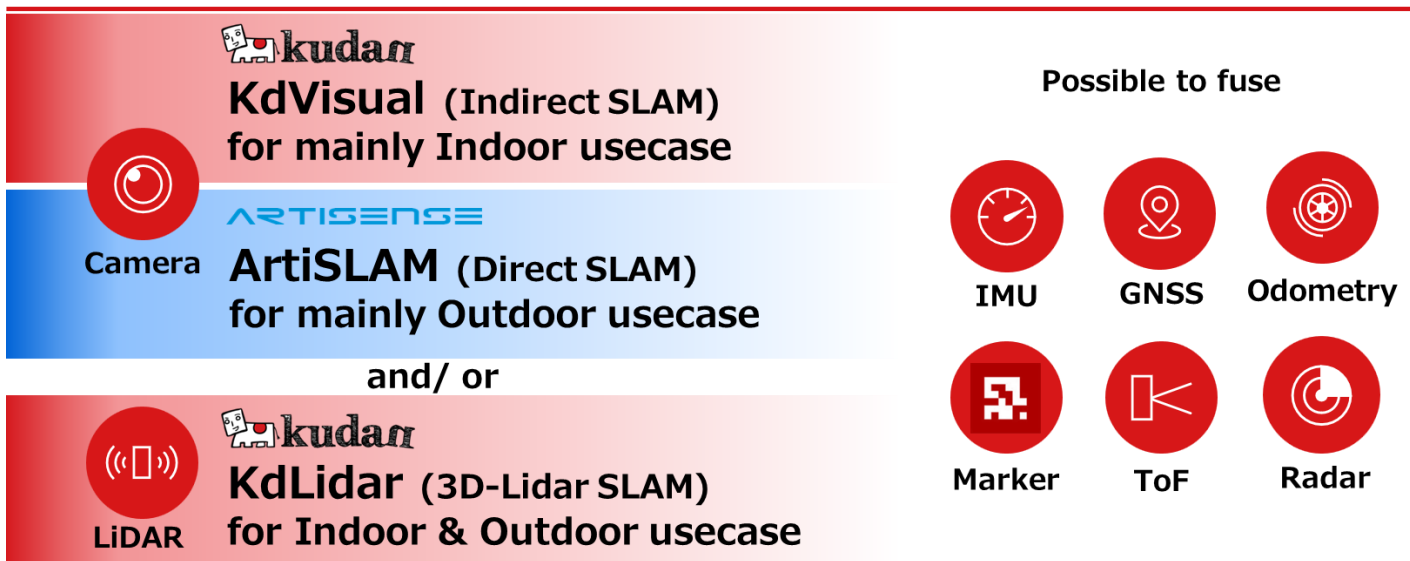 kudan
KdVisual (Indirect SLAM)
for mainly Indoor usecase
Camera
ARTISENSE
ArtiSLAM (Direct SLAM)
for mainly Outdoor usecase
and/ or
kudan
KdLidar (3D-Lidar SLAM)
for Indoor & Outdoor usecase
LiDAR
Possible to fuse
IMU
GNSS
Odometry
Marker
ToF
Radar